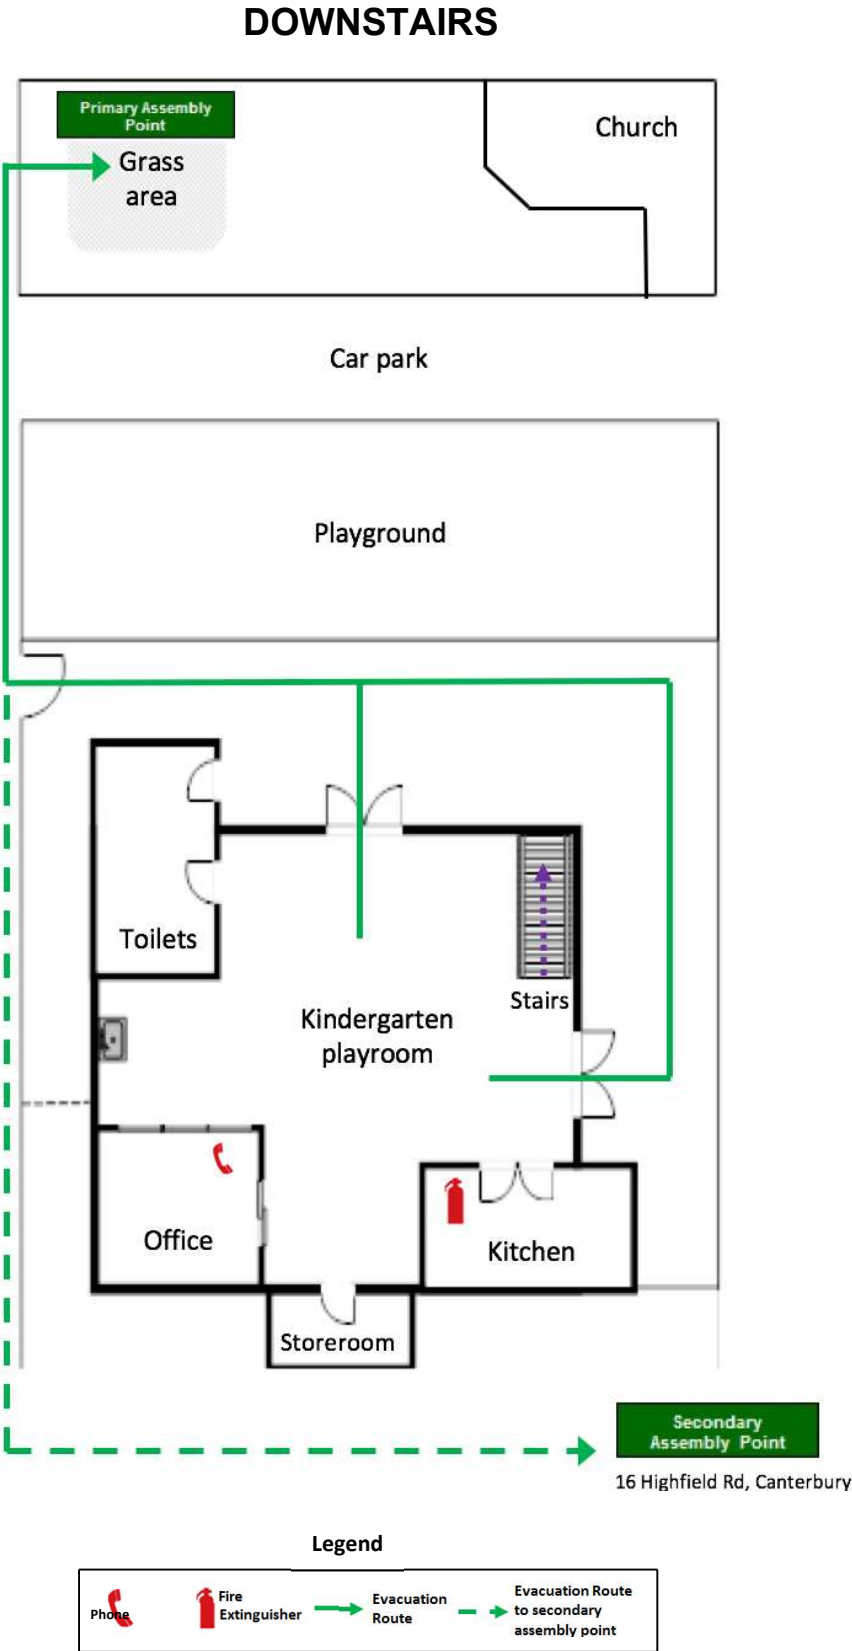 DOWNSTAIRS
Primary Assembly
Point
Grass
area
Church
Car park
Playground
Toilets
Stairs
Kindergarten
playroom
Office
Kitchen
Storeroom
Secondary
Assembly Point
16 Highfield Rd, Canterbury
Legend
Phone
Fire
Extinguisher
Evacuation
Route
Evacuation Route
to secondary
assembly point